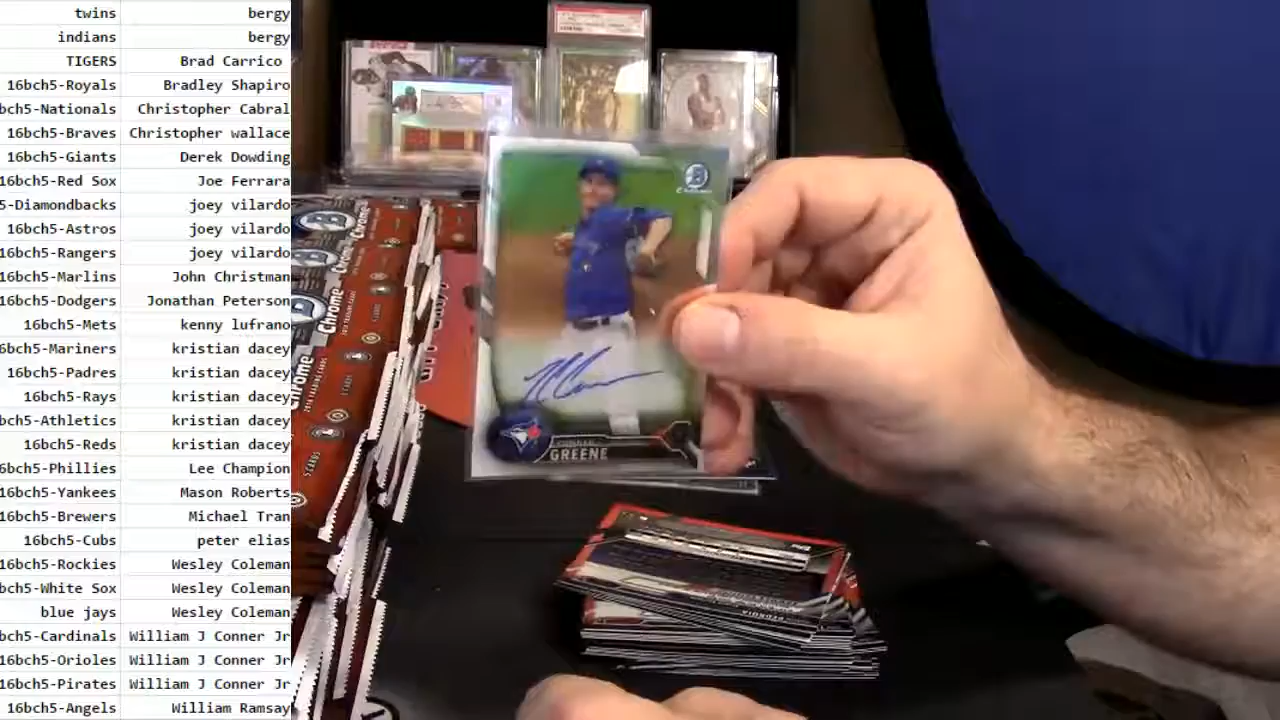 twins bergy
indians bergy
TIGERS Brad Carrico
16bch5-Royals Bradley Shapiro
bch5-Nationals Christopher Cabral
16bch5-Braves Christopher wallace
16bch5-Giants Derek Dowding
16bch5-Red Sox Joe Ferrara
5-Diamondbacks joey vilardo
16bch5-Astros joey vilardo
16bch5-Rangers joey vilardo
16bch5-Marlins John Christman
16bch5-Dodgers Jonathan Peterson
16bch5-Mets kenny lufrano
6bch5-Mariners kristian dacey
16bch5-Padres kristian dacey
16bch5-Rays kristian dacey
6bch5-Athletics kristian dacey
16bch5-Reds kristian dacey
6bch5-Phillies Lee Champion
16bch5-Yankees Mason Roberts
16bch5-Brewers Michael Tran
16bch5-Cubs peter elias
16bch5-Rockies Wesley Coleman
6bch5-White Sox Wesley Coleman
blue jays Wesley Coleman
bch5-Cardinals William J Conner Jr
16bch5-Orioles William J Conner Jr
16bch5-Pirates William J Conner Jr
16bch5-Angels William Ramsay
Chrome
Chrome
Chrome
Chrome
5 CARDS
GREENE